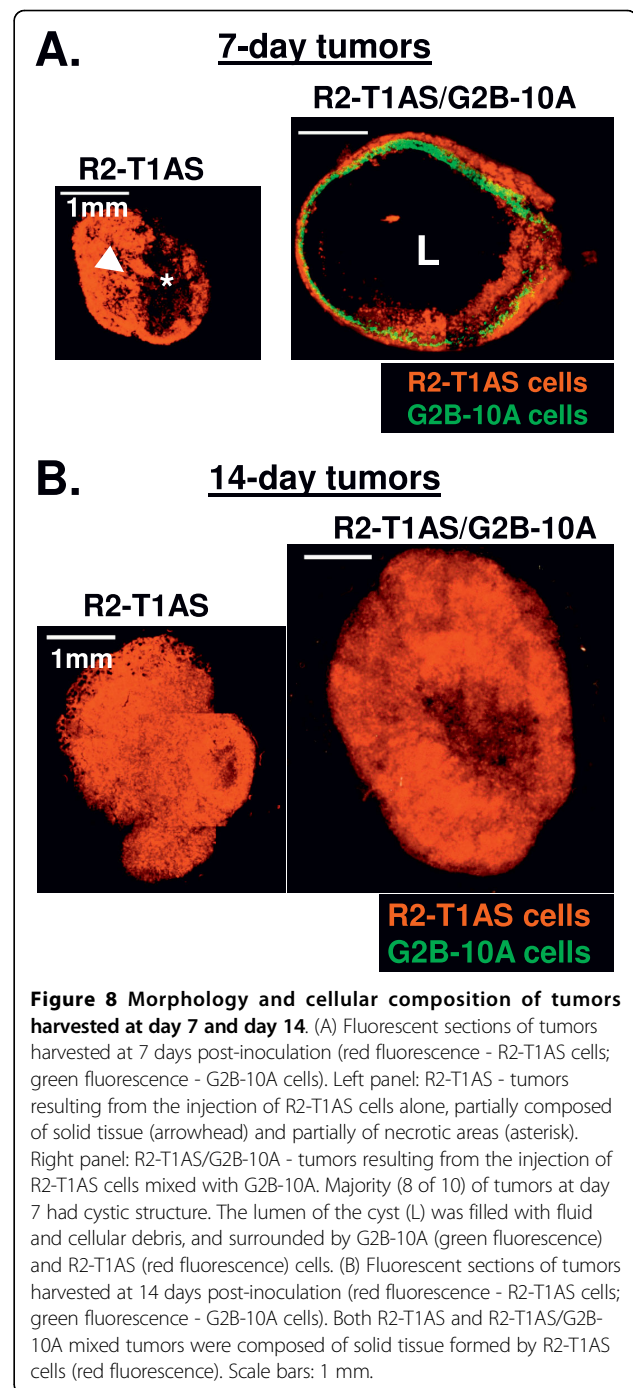 A.
7-day tumors
R2-T1AS/G2B-10A
R2-T1AS
1mm
*
L
R2-T1AS cells
G2B-10A cells
B.
14-day tumors
R2-T1AS/G2B-10A
R2-T1AS
1mm
R2-T1AS cells
G2B-10A cells
Figure 8 Morphology and cellular composition of tumors
harvested at day 7 and day 14. (A) Fluorescent sections of tumors
harvested at 7 days post-inoculation (red fluorescence - R2-T1AS cells;
green fluorescence - G2B-10A cells). Left panel: R2-T1AS - tumors
resulting from the injection of R2-T1AS cells alone, partially composed
of solid tissue (arrowhead) and partially of necrotic areas (asterisk).
Right panel: R2-T1AS/G2B-10A - tumors resulting from the injection of
R2-T1AS cells mixed with G2B-10A. Majority (8 of 10) of tumors at day
7 had cystic structure. The lumen of the cyst (L) was filled with fluid
and cellular debris, and surrounded by G2B-10A (green fluorescence)
and R2-T1AS (red fluorescence) cells. (B) Fluorescent sections of tumors
harvested at 14 days post-inoculation (red fluorescence - R2-T1AS cells;
green fluorescence - G2B-10A cells). Both R2-T1AS and R2-T1AS/G2B-
10A mixed tumors were composed of solid tissue formed by R2-T1AS
cells (red fluorescence). Scale bars: 1 mm.